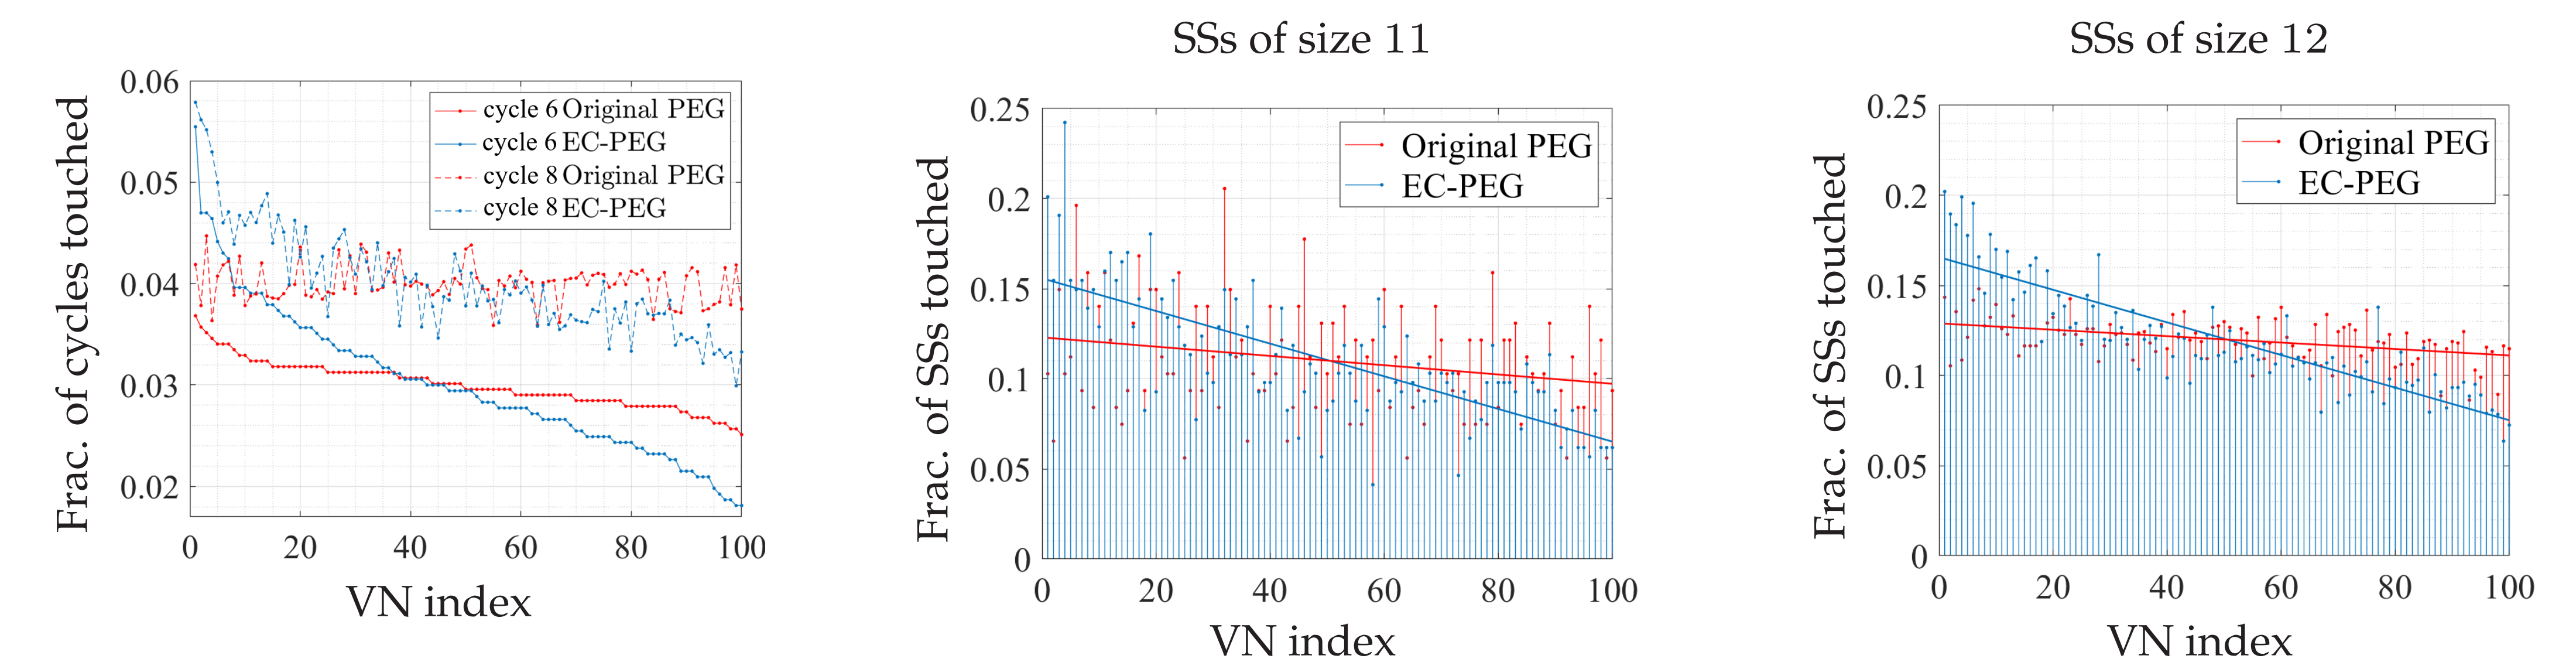 Frac. of cycles touched
0.06
0.05
0.04
0.03
0.02
0 20 40 60 80 100
VN index
cycle 6 Original PEG
cycle 6 EC-PEG
cycle 8 Original PEG
cycle 8 EC-PEG
SSs of size 11
Frac. of SSs touched
0.25
0.2
0.15
0.1
0.05
0
0 20 40 60 80 100
VN index
Original PEG
EC-PEG
SSs of size 12
Frac. of SSs touched
0.25
0.2
0.15
0.1
0.05
0
0 20 40 60 80 100
VN index
Original PEG
EC-PEG